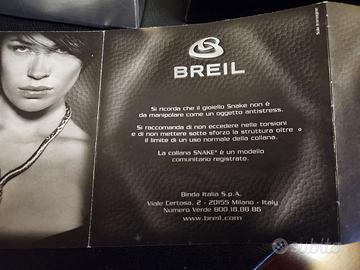 BREIL
Si ricorda che il gioiello Snake non è
da manipolare come un oggetto antistress.
Si raccomanda di non eccedere nelle torsioni
e di non mettere sotto sforzo la struttura oltre
il limite di un uso normale della collana.
La collana SNAKE® è un modello
comunitario registrato.
Binda Italia S.p.A.
Viale Certosa, 2 - 20155 Milano - Italy
Numero Verde 800.18.88.86
www.breil.com
subito